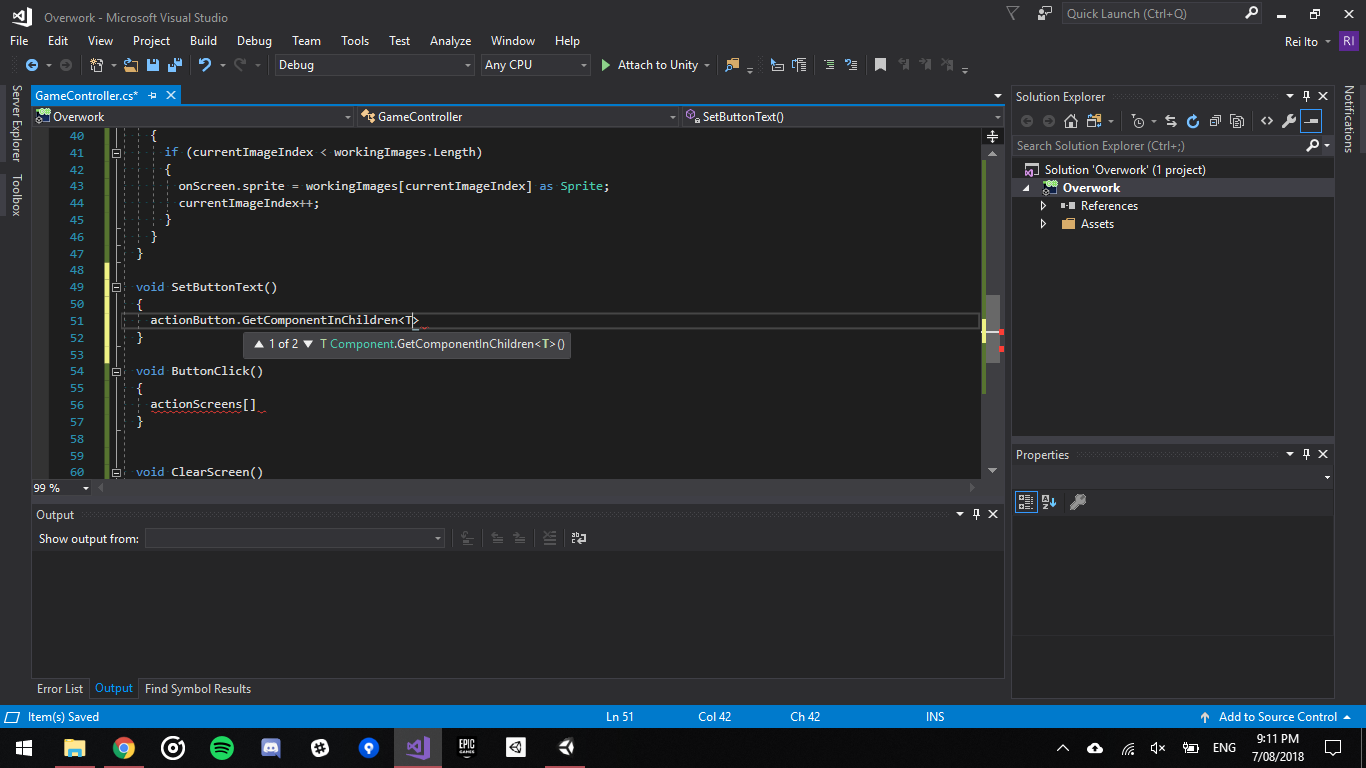 Overwork - Microsoft Visual Studio
Quick Launch (Ctrl+Q)
File Edit View Project Build Debug Team Tools Test Analyze Window Help
Rei Ito RI
Debug Any CPU Attach to Unity
Server Explorer
Toolbox
GameController.cs*
Overwork GameController SetButtonText()
40 {
41 if (currentImageIndex < workingImages.Length)
42 {
43 onScreen.sprite = workingImages[currentImageIndex] as Sprite;
44 currentImageIndex++;
45 }
46 }
47 }
48
49 void SetButtonText()
50 {
51 actionButton.GetComponentInChildren<T>
52 }
1 of 2 T Component.GetComponentInChildren<T>()
53
54 void ButtonClick()
55 {
56 actionScreens[]
57 }
58
59
60 void ClearScreen()
99 %
Output
Show output from:
Error List Output Find Symbol Results
Solution Explorer
Search Solution Explorer (Ctrl+;)
Solution 'Overwork' (1 project)
Overwork
References
Assets
Properties
Notifications
Item(s) Saved Ln 51 Col 42 Ch 42 INS Add to Source Control
EPIC
GAMES
ENG
9:11 PM
7/08/2018